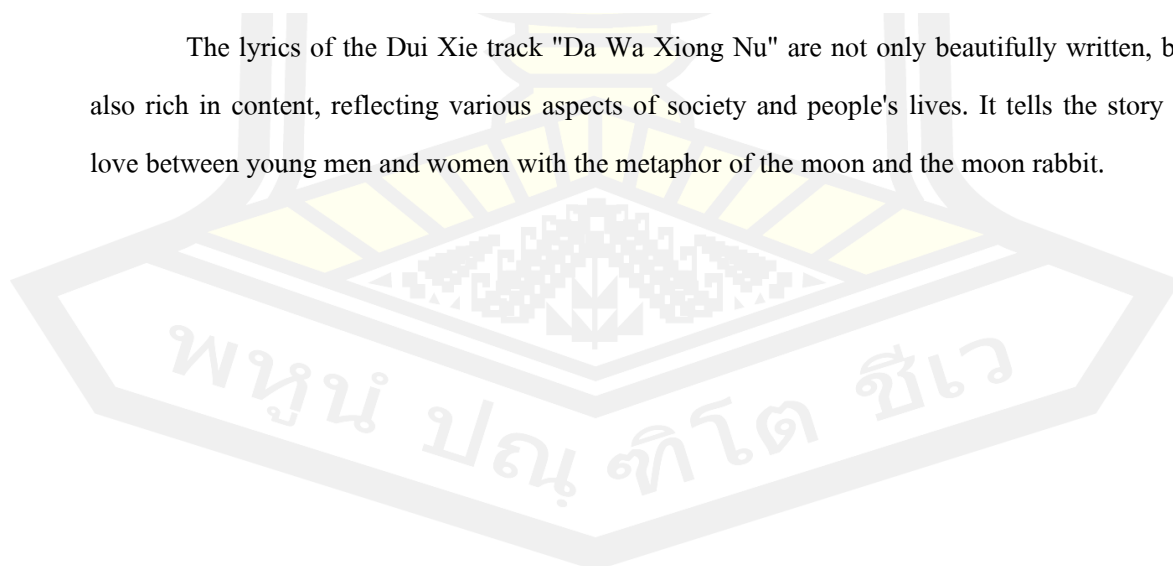 The lyrics of the Dui Xie track "Da Wa Xiong Nu" are not only beautifully written, b
also rich in content, reflecting various aspects of society and people's lives. It tells the story
love between young men and women with the metaphor of the moon and the moon rabbit.
พหูนํ ปณฺฑิโต ชีเว